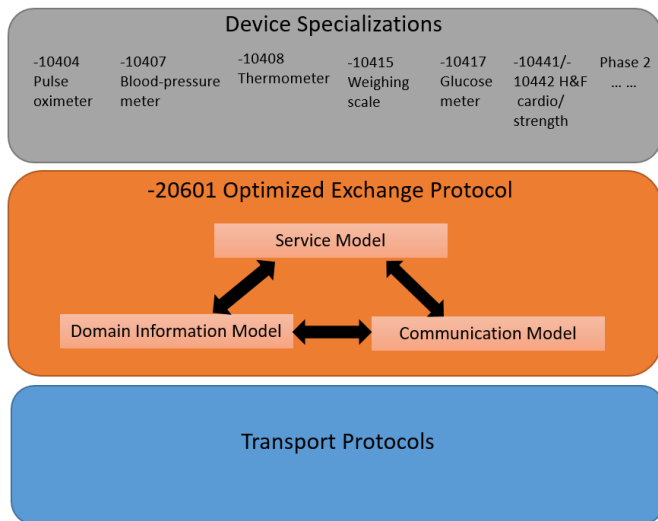 Device Specializations
-10404
Pulse
oximeter
-10407
Blood-pressure
meter
-10408
Thermometer
-10415
Weighing
scale
-10417
Glucose
meter
-10441/-
10442 H&F
cardio/
strength
Phase 2
... ...
-20601 Optimized Exchange Protocol
Service Model
Domain Information Model
Communication Model
Transport Protocols